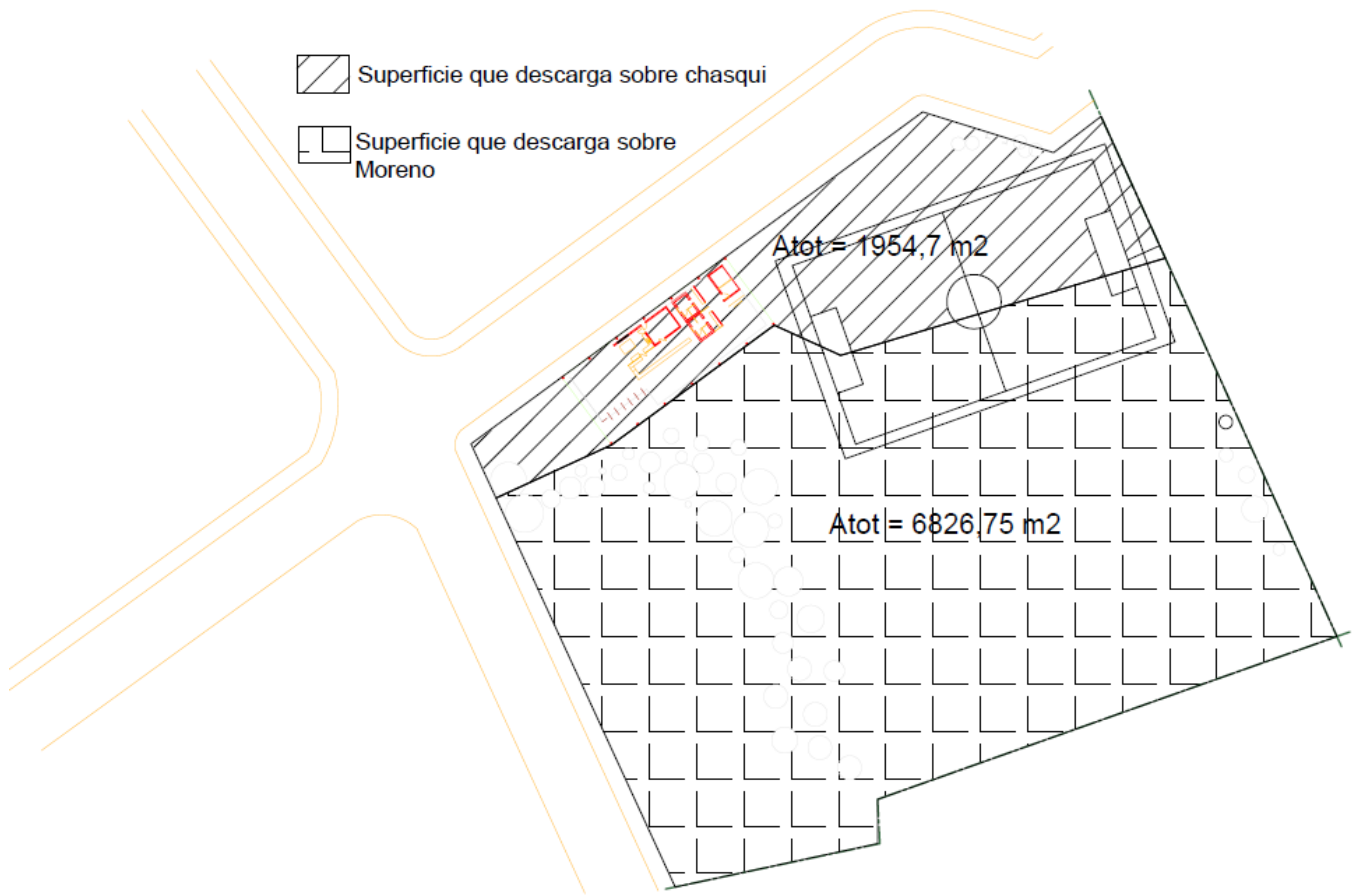 Superficie que descarga sobre chasqui
Superficie que descarga sobre
Moreno
Atot = 1954,7 m2
Atot = 6826,75 m2